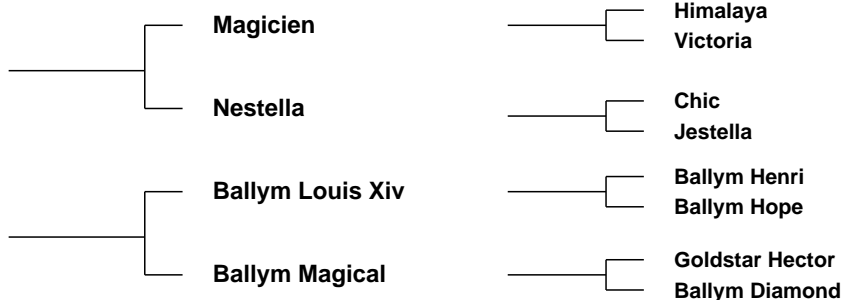 Magicien
Himalaya
Victoria
Nestella
Chic
Jestella
Ballym Louis Xiv
Ballym Henri
Ballym Hope
Ballym Magical
Goldstar Hector
Ballym Diamond